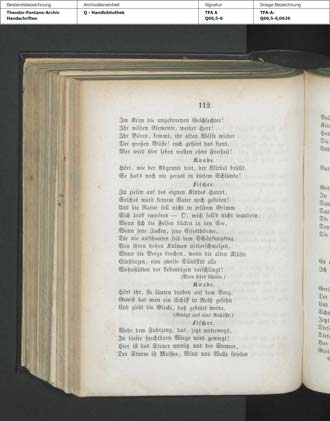 Bestandsbezeichnung
Archivalieneinheit
Signatur
Image-Bezeichnung
Theodor-Fontane-Archiv
Handschriften
Q - Handbibliothek
TFA A
Q66,5-6
TFA-A-
Q66,5-6,0626
112
Im Keim die ungeborenen Geschlechter!
Ihr wilden Elemente, werdet Herr!
Ihr Bären, kommt, ihr alten Wölfe wieder
Der großen Wüste! euch gehört das Land.
Wer wird hier leben wollen ohne Freiheit!
Knabe.
Hört, wie der Abgrund tost, der Wirbel brüllt,
So hat's noch nie gerast in diesem Schlunde!
Fischer.
Zu zielen auf des eignen Kindes Haupt,
Solches ward keinem Vater noch geboten!
Und die Natur soll nicht in wildem Grimm
Sich drob empören — O, mich soll's nicht wundern,
Wenn sich die Felsen bücken in den See,
Wenn jene Zacken, jene Eisesthürme,
Die nie aufthauten seit dem Schöpfungstag,
Von ihren hohen Kulmen niederschmelzen,
Wenn die Berge brechen, wenn die alten Klüfte
Einstürzen, eine zweite Sündflut alle
Wohnstätten der Lebendigen verschlingt!
(Man hört läuten.)
Knabe.
Hört ihr, sie läuten droben auf dem Berg.
Gewiß hat man ein Schiff in Noth gesehn
Und zieht die Glocke, daß gebetet werde.
(Steigt auf eine Anhöhe.)
Fischer.
Wehe dem Fahrzeug, das, jetzt unterwegs,
In dieser furchtbaren Wiege wird gewiegt!
Hier ist das Steuer unnütz und der Steurer,
Der Sturm ist Meister, Wind und Welle spielen